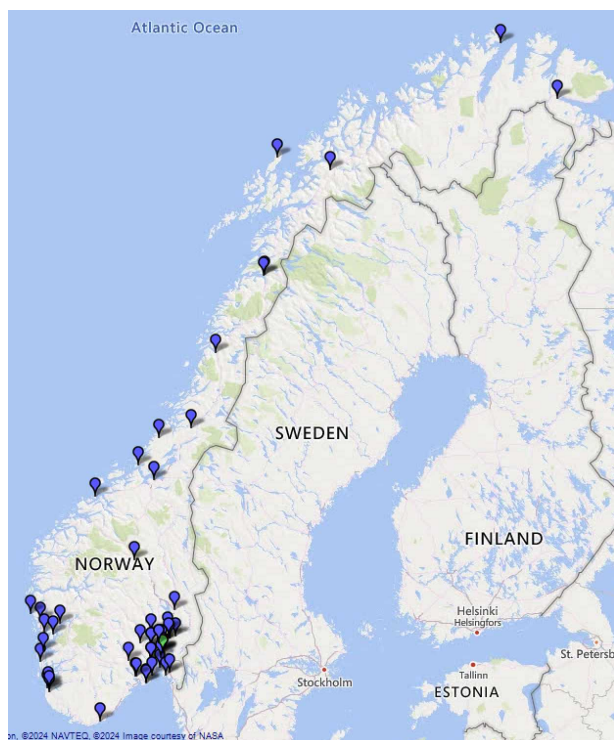 Atlantic Ocean
SWEDEN
FINLAND
NORWAY
Helsinki
Helsingfors
St. Petersb
Tallinn
Stockholm
ESTONIA
on, ©2024 NAVTEQ, ©2024 Image courtesy of NASA